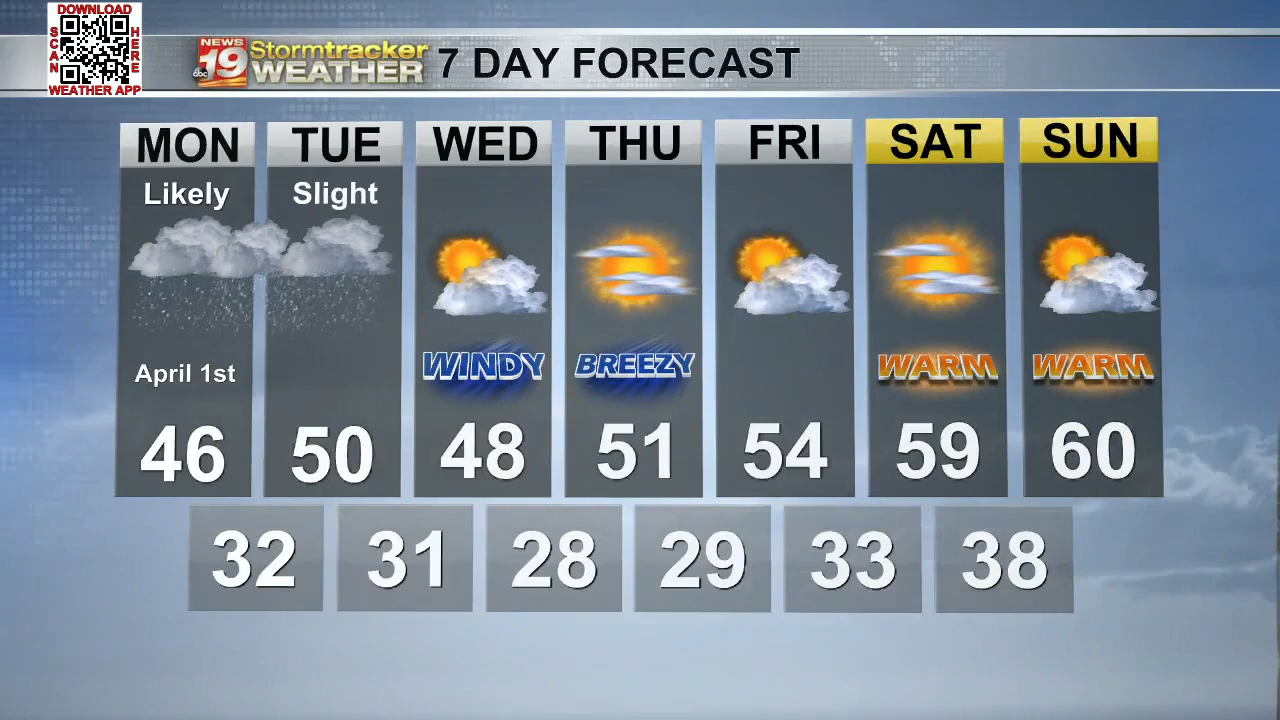 DOWNLOAD
SCAN
HERE
WEATHER APP
NEWS
abc 19
Stormtracker
WEATHER
7 DAY FORECAST
MON TUE WED THU FRI SAT SUN
Likely Slight
WINDY BREEZY WARM WARM
April 1st
46 50 48 51 54 59 60
32 31 28 29 33 38